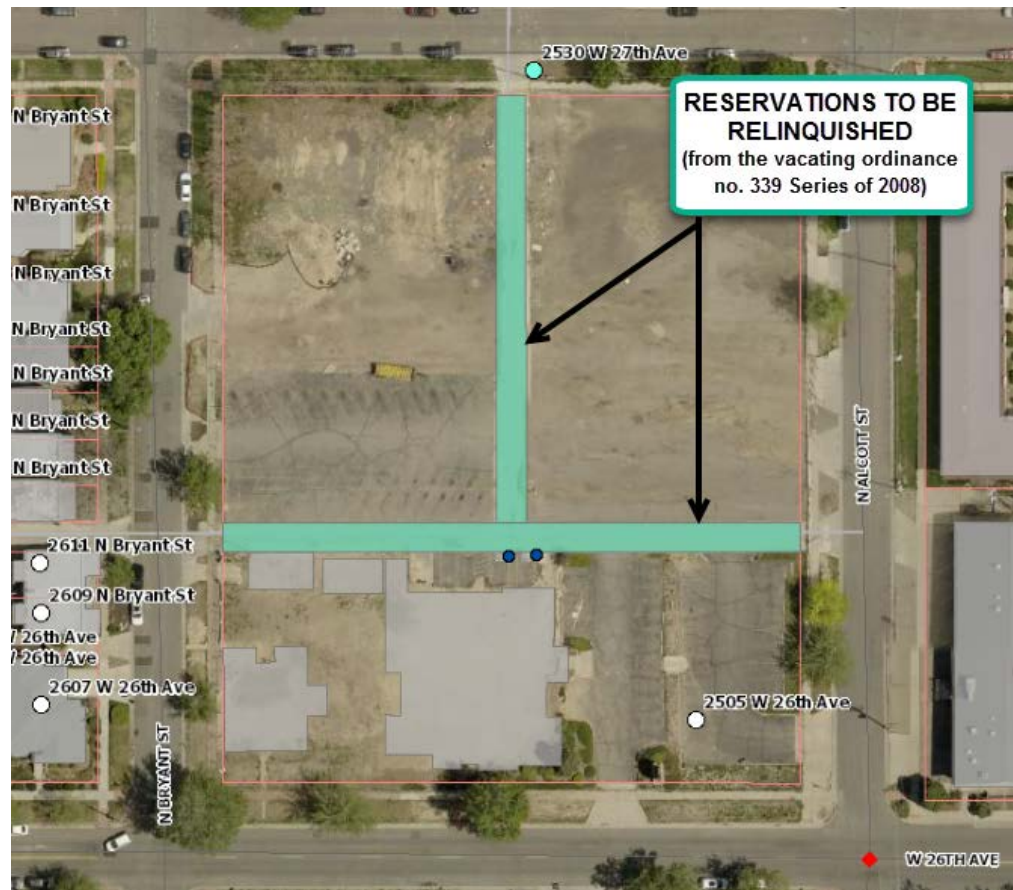 2530 W 27th Ave
RESERVATIONS TO BE
RELINQUISHED
(from the vacating ordinance
no. 339 Series of 2008)
N Bryant St
N Bryant St
N Bryant St
N Bryant St
N Bryant St
N Bryant St
N Bryant St
N ALCOTT ST
2611 N Bryant St
2609 N Bryant St
W 26th Ave
W 26th Ave
2607 W 26th Ave
2505 W 26th Ave
N BRYANT ST
W 26TH AVE